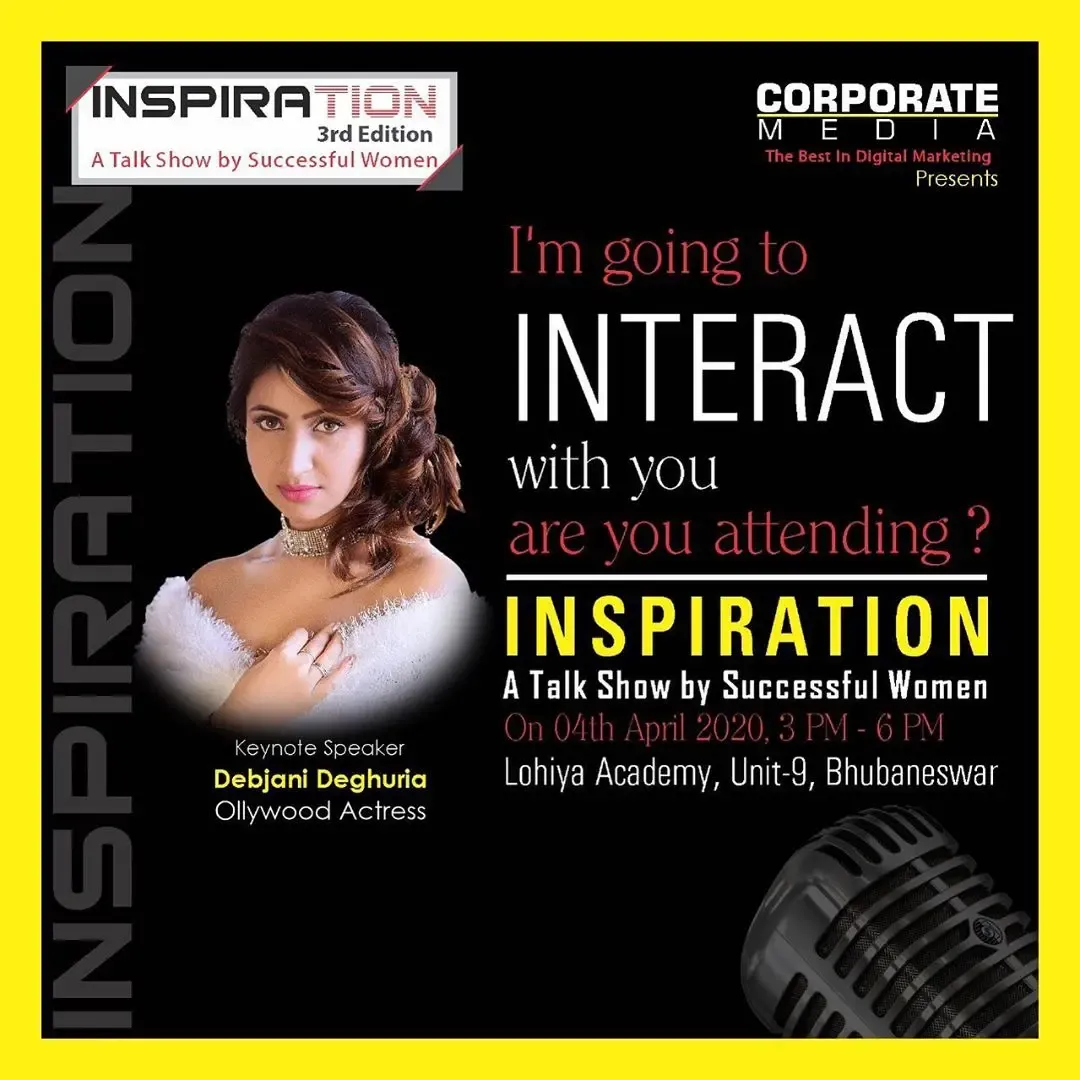 INSPIRATION
3rd Edition
A Talk Show by Successful Women
CORPORATE
MEDIA
The Best In Digital Marketing
Presents
INSPIRATION
I'm going to
INTERACT
with you
are you attending ?
INSPIRATION
A Talk Show by Successful Women
On 04th April 2020, 3 PM - 6 PM
Lohiya Academy, Unit-9, Bhubaneswar
Keynote Speaker
Debjani Deghuria
Ollywood Actress